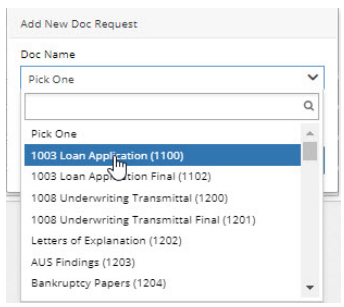 Add New Doc Request
Doc Name
Pick One
Pick One
1003 Loan Application (1100)
1003 Loan Application Final (1102)
1008 Underwriting Transmittal (1200)
1008 Underwriting Transmittal Final (1201)
Letters of Explanation (1202)
AUS Findings (1203)
Bankruptcy Papers (1204)